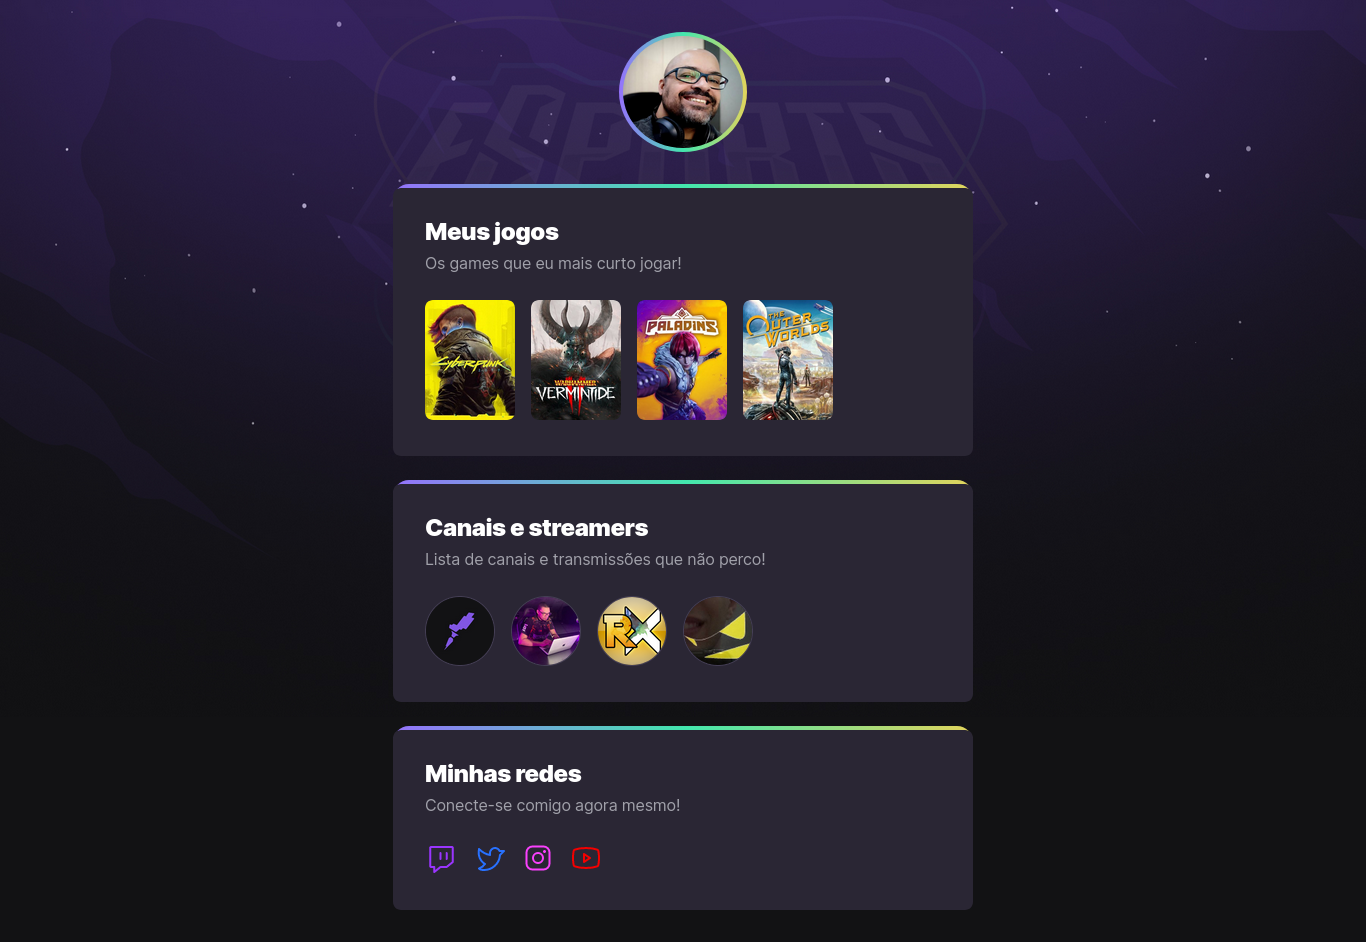 ESPORTS
Meus jogos
Os games que eu mais curto jogar!
Cyberpunk
WARHAMMER
VERMINTIDE
II
PALADINS
THE
OUTER
WORLDS
Canais e streamers
Lista de canais e transmissões que não perco!
RX
Minhas redes
Conecte-se comigo agora mesmo!